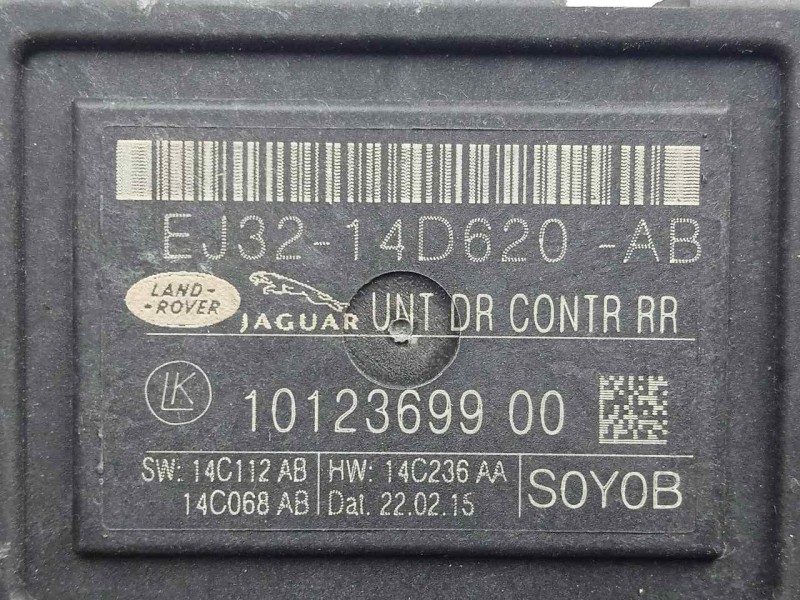 EJ32-14D620 -AB
LAND-
-ROVER
JAGUAR
UNT DR CONTR RR
LK
10123699 00
SW: 14C112 AB
14C068 AB
HW: 14C236 AA
Dat. 22.02.15
SOYOB